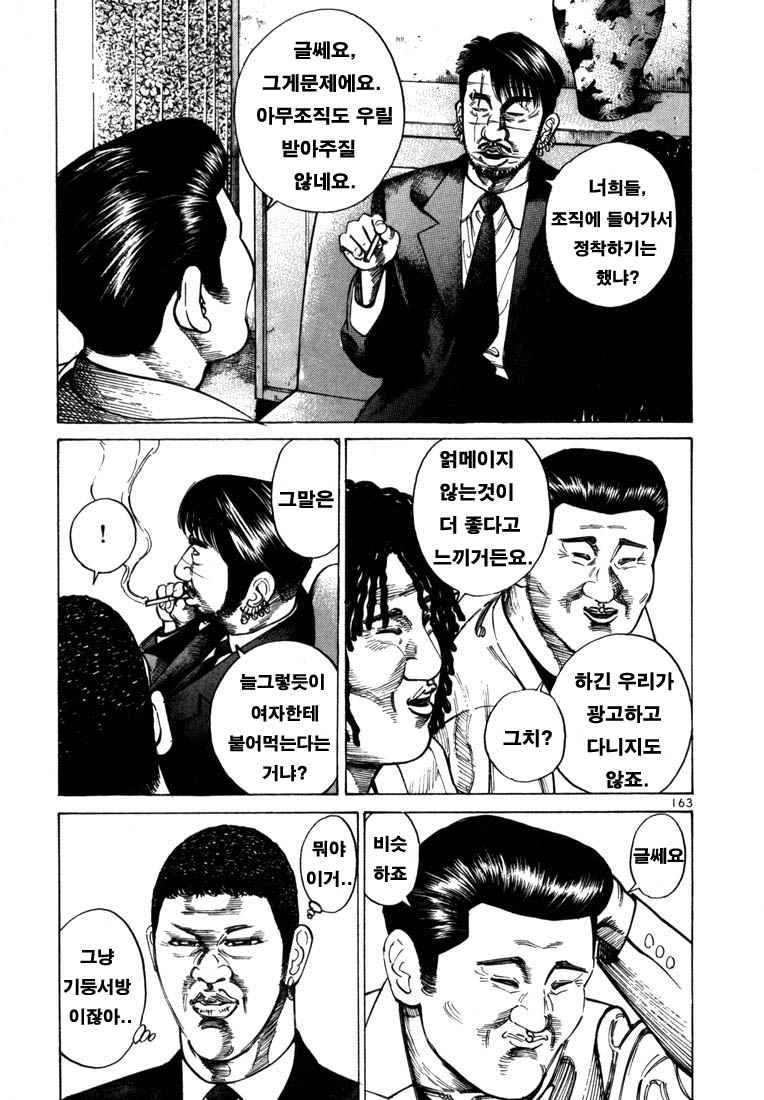 너희들,
조직에 들어가서
정착하기는
했냐?
글쎄요,
그게문제에요.
아무조직도 우릴
받아주질
않네요.
얽메이지
않는것이
더 좋다고
느끼거든요.
하긴 우리가
광고하고
다니지도
않죠.
그치?
그말은
!
늘그렇듯이
여자한테
붙어먹는다는
거냐?
163
글쎄요
비슷
하죠
뭐야
이거..
그냥
기둥서방
이잖아..